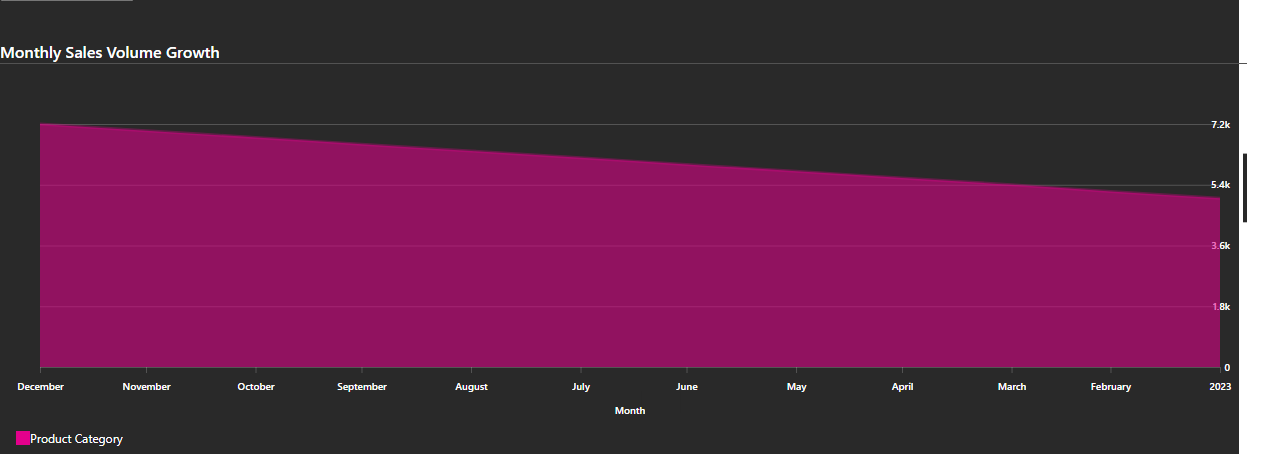 Monthly Sales Volume Growth
7.2k
5.4k
3.6k
1.8k
0
December November October September August July June May April March February 2023
Month
Product Category